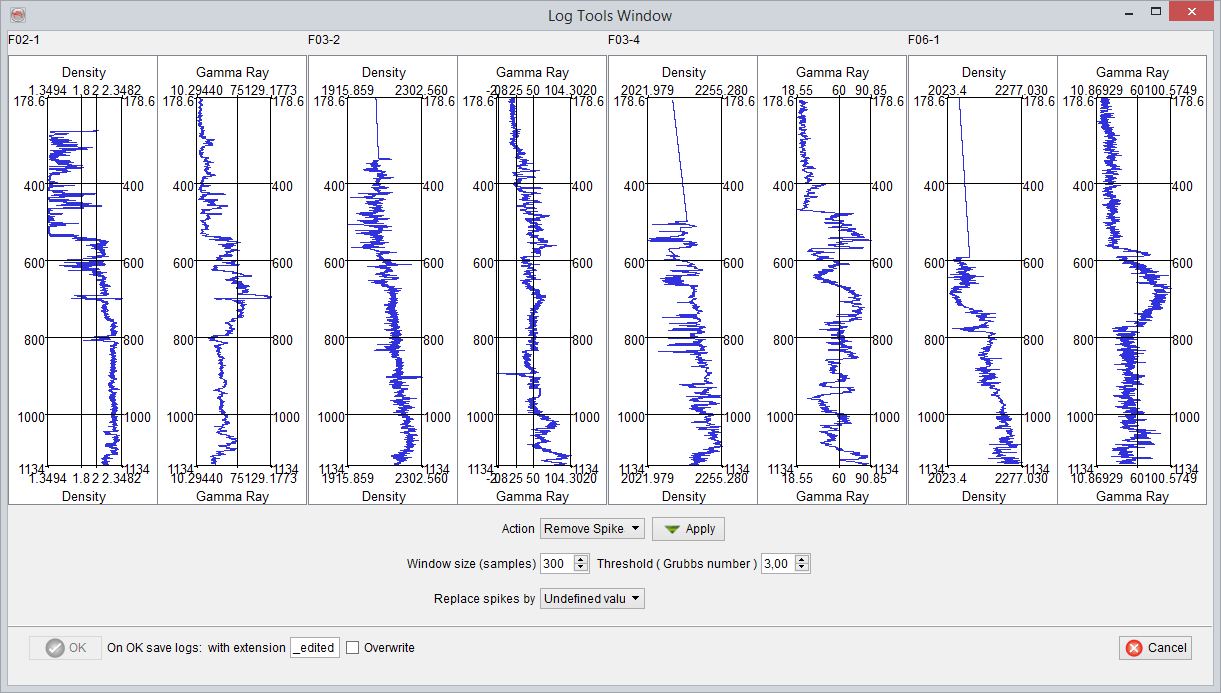 Log Tools Window
F02-1 F03-2 F03-4 F06-1
Density Gamma Ray Density Gamma Ray Density Gamma Ray Density Gamma Ray
1.3494 1.8 2 2.3482 10.29440 75129.1773 1915.859 2302.560 50 104.3020 2021.979 2255.280 18.55 60 90.85 2023.4 2277.030 10.86929 60100.5749
178.6 178.6 178.6 178.6 178.6 178.6 178.6 178.6 178.6 178.6 178.6 178.6 178.6 178.6 178.6 178.6
400 400 400 400 400 400 400 400 400 400 400 400 400 400 400 400
600 600 600 600 600 600 600 600 600 600 600 600 600 600 600 600
800 800 800 800 800 800 800 800 800 800 800 800 800 800 800 800
1000 1000 1000 1000 1000 1000 1000 1000 1000 1000 1000 1000 1000 1000 1000 1000
1134 1134 1134 1134 1134 1134 1134 1134 1134 1134 1134 1134 1134 1134 1134 1134
1.3494 1.8 2 2.3482 10.29440 75129.1773 1915.859 2302.560 50 104.3020 2021.979 2255.280 18.55 60 90.85 2023.4 2277.030 10.86929 60100.5749
Density Gamma Ray Density Gamma Ray Density Gamma Ray Density Gamma Ray
Action Remove Spike Apply
Window size (samples) 300 Threshold ( Grubbs number ) 3,00
Replace spikes by Undefined valu
OK On OK save logs: with extension _edited Overwrite Cancel